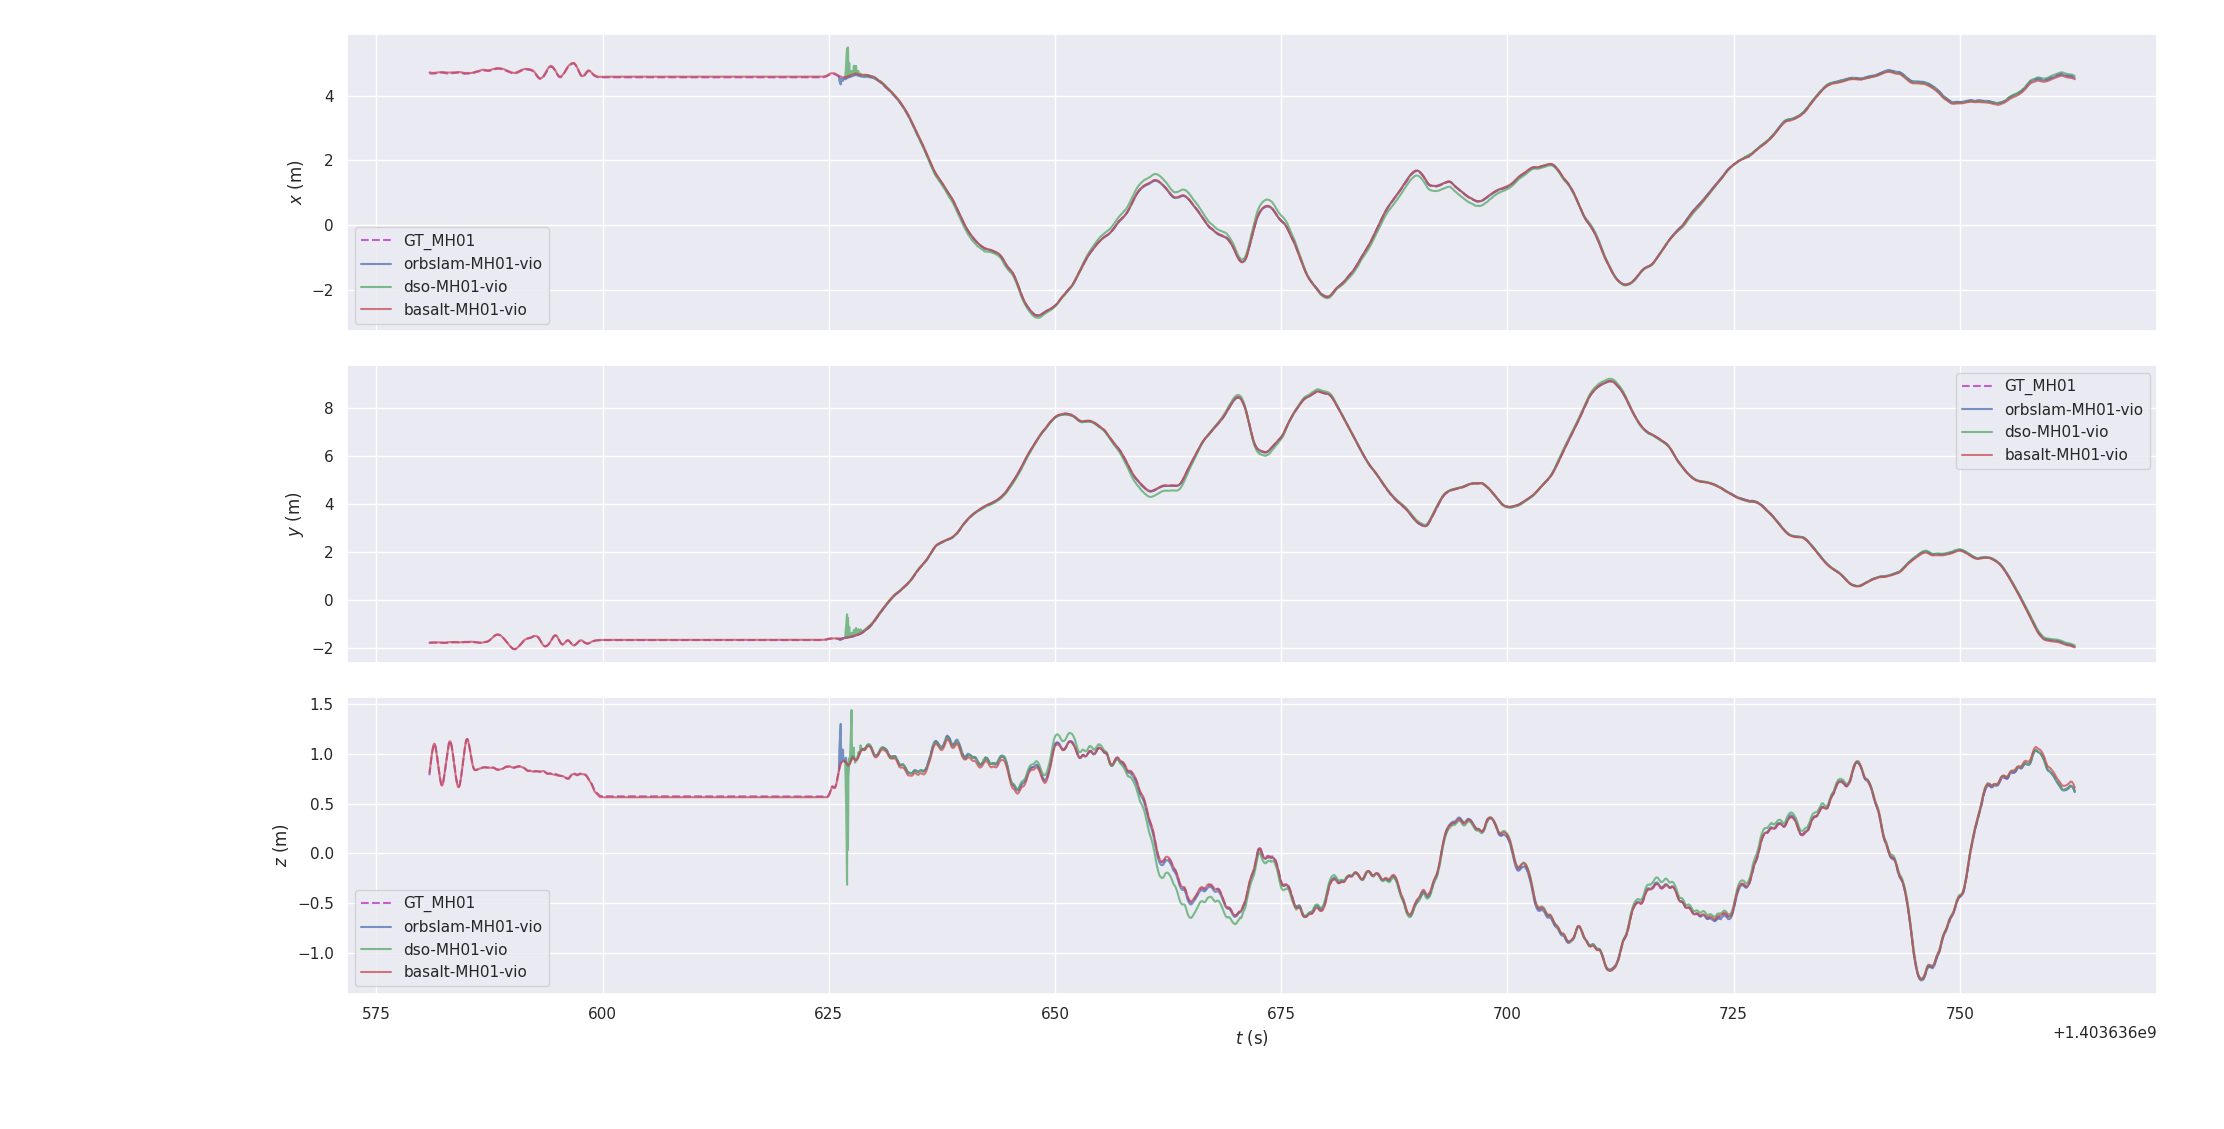 4
2
0
−2
x (m)
GT_MH01
orbslam-MH01-vio
dso-MH01-vio
basalt-MH01-vio
8
6
4
2
0
−2
y (m)
GT_MH01
orbslam-MH01-vio
dso-MH01-vio
basalt-MH01-vio
1.5
1.0
0.5
0.0
−0.5
−1.0
z (m)
GT_MH01
orbslam-MH01-vio
dso-MH01-vio
basalt-MH01-vio
575 600 625 650 675 700 725 750
t (s)
+1.403636e9